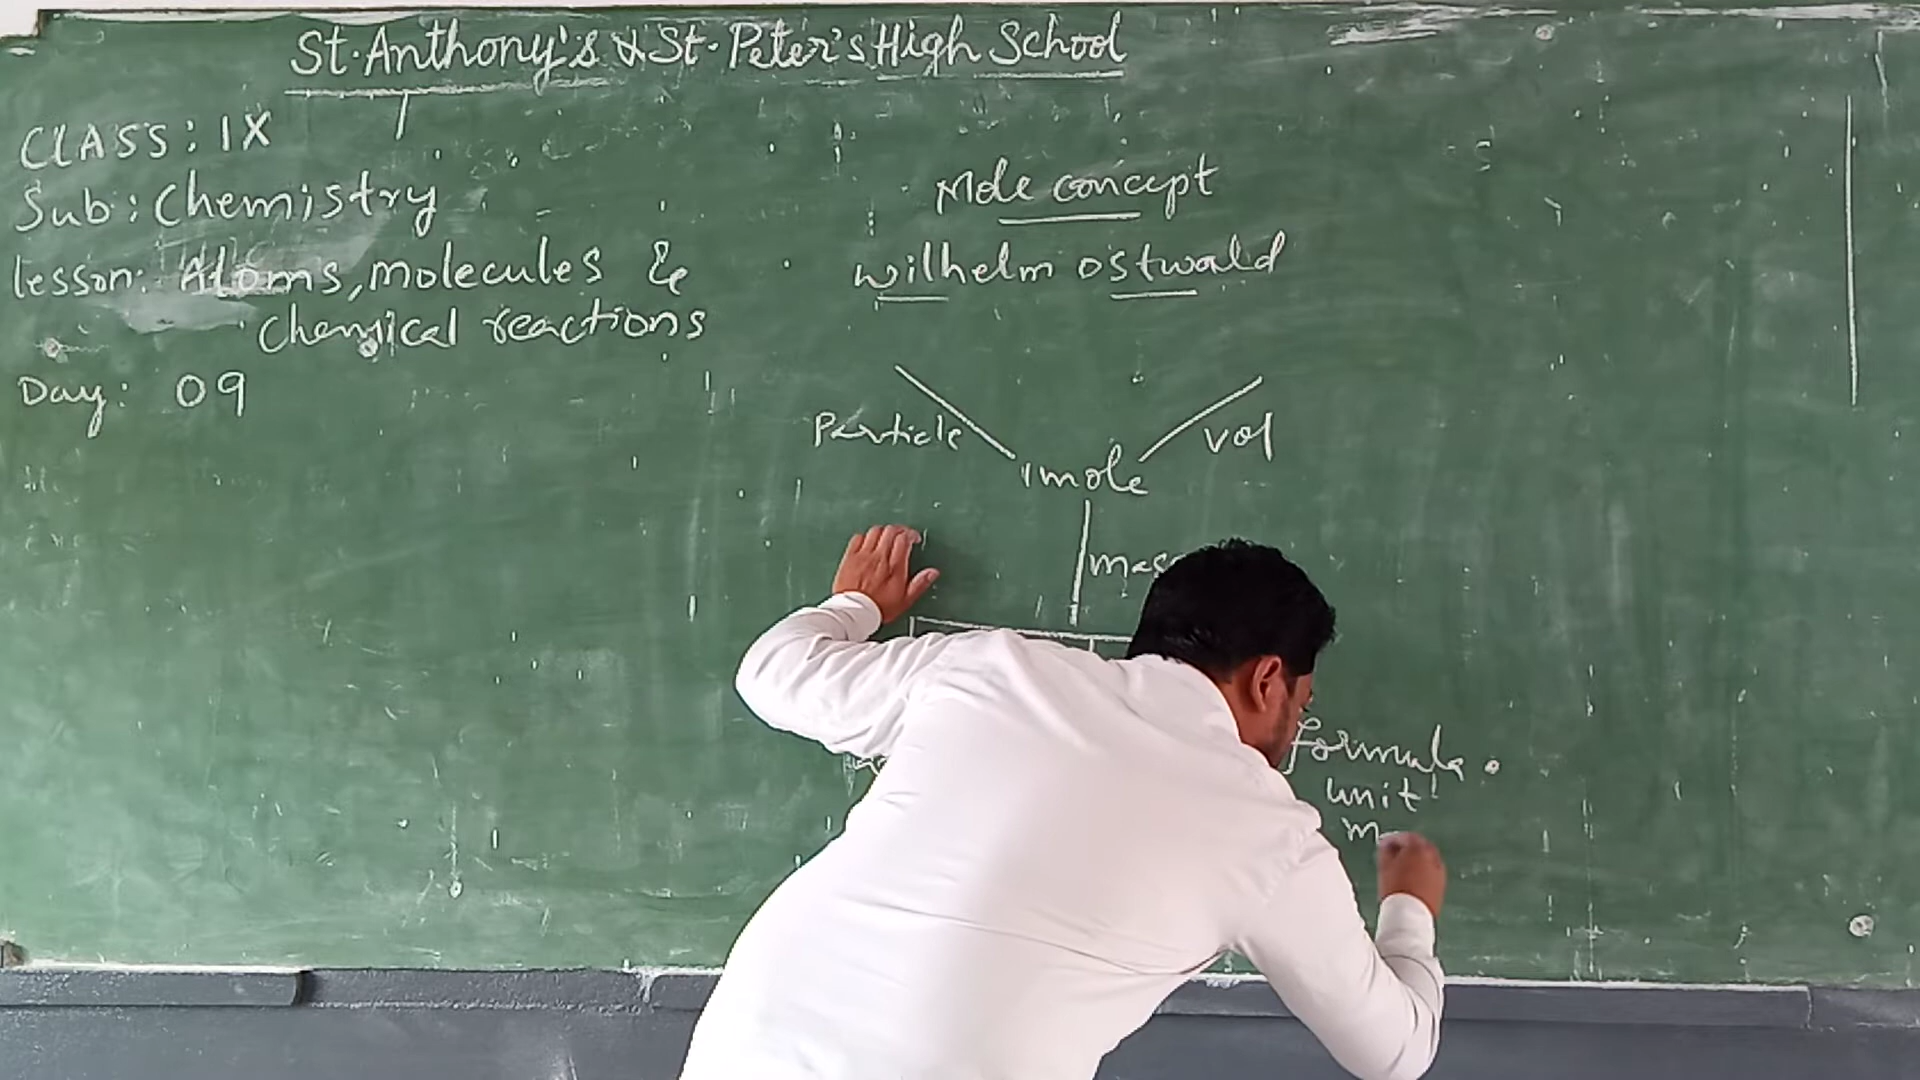 St. Anthony's & St. Peter's High School
CLASS: IX
Sub: Chemistry
lesson: Atoms, molecules &
Chemical reactions
Day: 09
Mole concept
wilhelm ostwald
Particle
vol
1mole
formula
unit